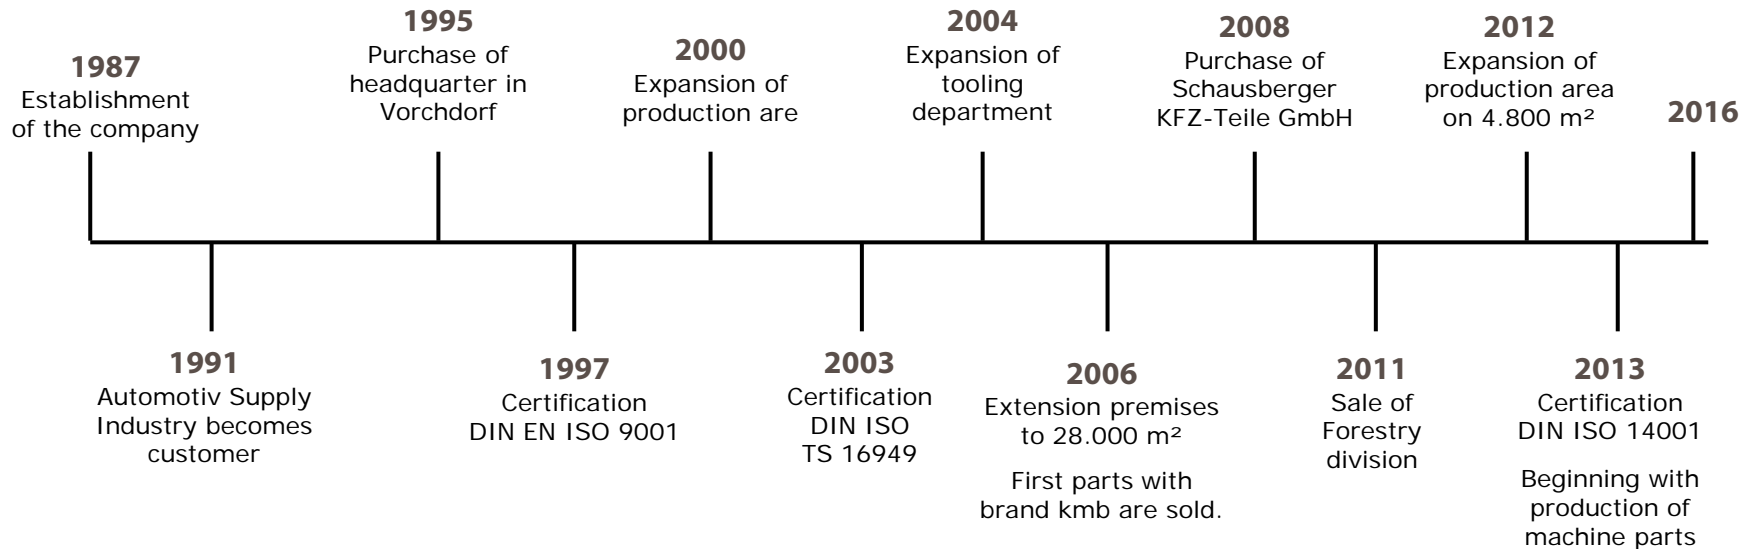 1987
Establishment
of the company
1995
Purchase of
headquarter in
Vorchdorf
2000
Expansion of
production are
2004
Expansion of
tooling
department
2008
Purchase of
Schausberger
KFZ-Teile GmbH
2012
Expansion of
production area
on 4.800 m²
2016
1991
Automotiv Supply
Industry becomes
customer
1997
Certification
DIN EN ISO 9001
2003
Certification
DIN ISO
TS 16949
2006
Extension premises
to 28.000 m²
First parts with
brand kmb are sold.
2011
Sale of
Forestry
division
2013
Certification
DIN ISO 14001
Beginning with
production of
machine parts